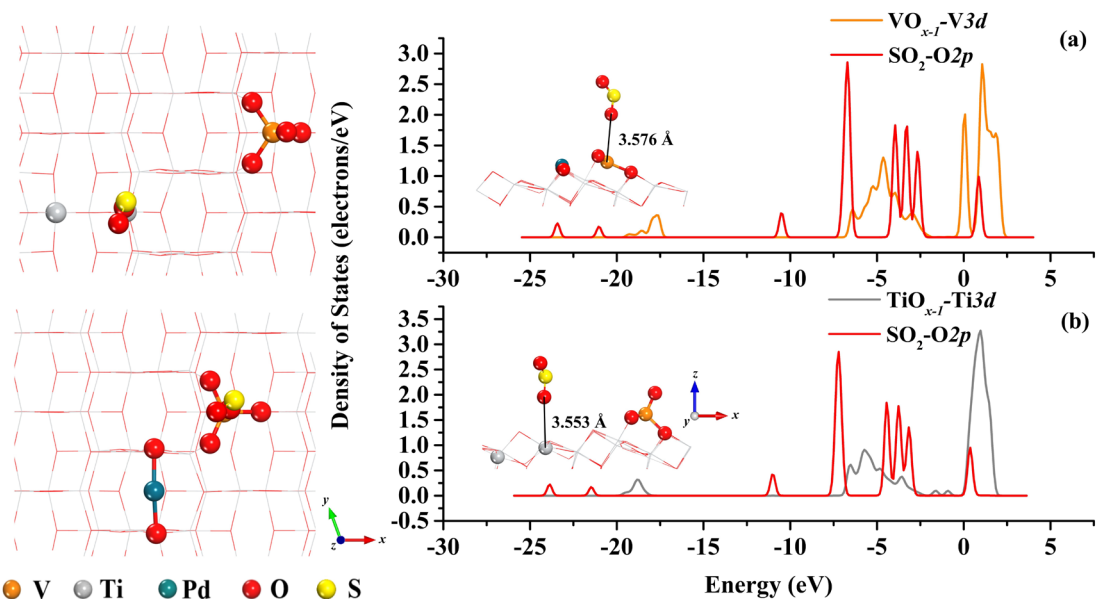 VOx-1-V3d
SO2-O2p
(a)
3.0
2.5
2.0
1.5
1.0
0.5
0.0
3.576 Å
-30 -25 -20 -15 -10 -5 0 5
TiOx-1-Ti3d
SO2-O2p
(b)
3.5
3.0
2.5
2.0
1.5
1.0
0.5
0.0
-0.5
3.553 Å
z
y x
-30 -25 -20 -15 -10 -5 0 5
Density of States (electrons/eV)
Energy (eV)
y
z x
V Ti Pd O S